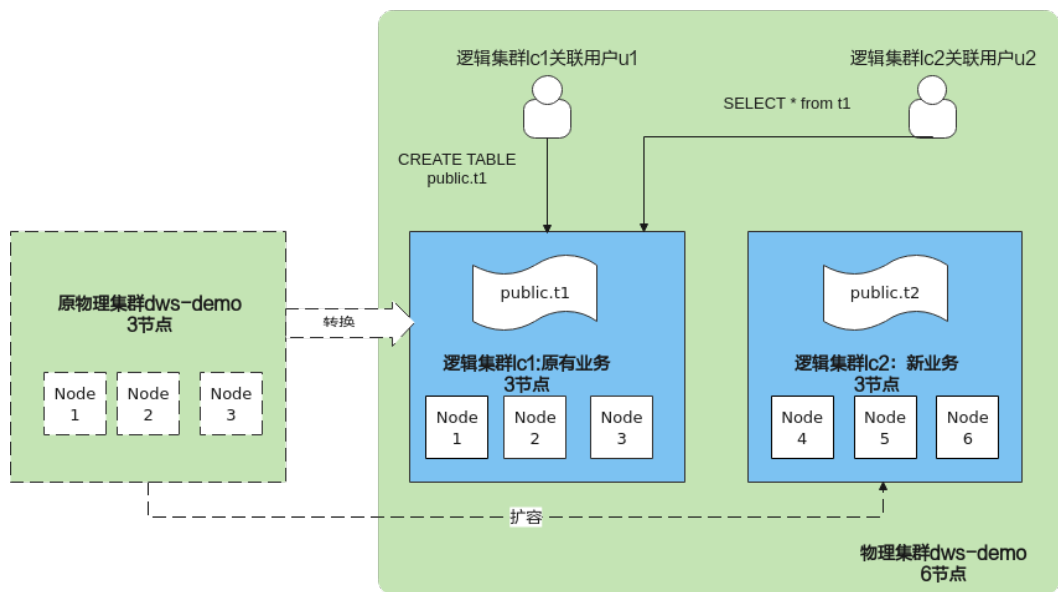 逻辑集群lc1关联用户u1
逻辑集群lc2关联用户u2
SELECT * from t1
CREATE TABLE
public.t1
原物理集群dws-demo
3节点
Node
1
Node
2
Node
3
转换
public.t1
逻辑集群lc1:原有业务
3节点
Node
1
Node
2
Node
3
public.t2
逻辑集群lc2：新业务
3节点
Node
4
Node
5
Node
6
扩容
物理集群dws-demo
6节点